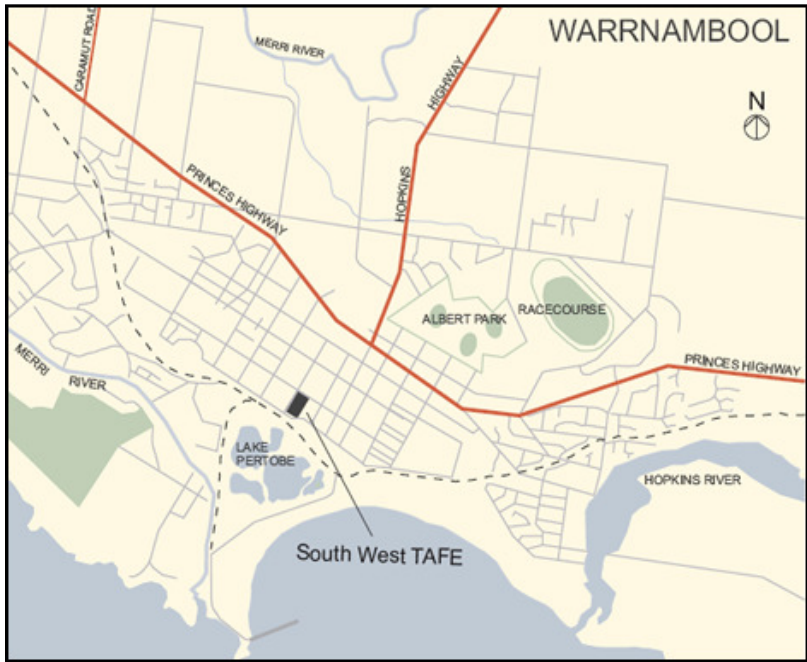 WARRNAMBOOL
CARAMUT ROAD
MERRI RIVER
HIGHWAY
N
PRINCES HIGHWAY
HOPKINS
ALBERT PARK
RACECOURSE
MERRI
RIVER
PRINCES HIGHWAY
LAKE
PERTOBE
HOPKINS RIVER
South West TAFE